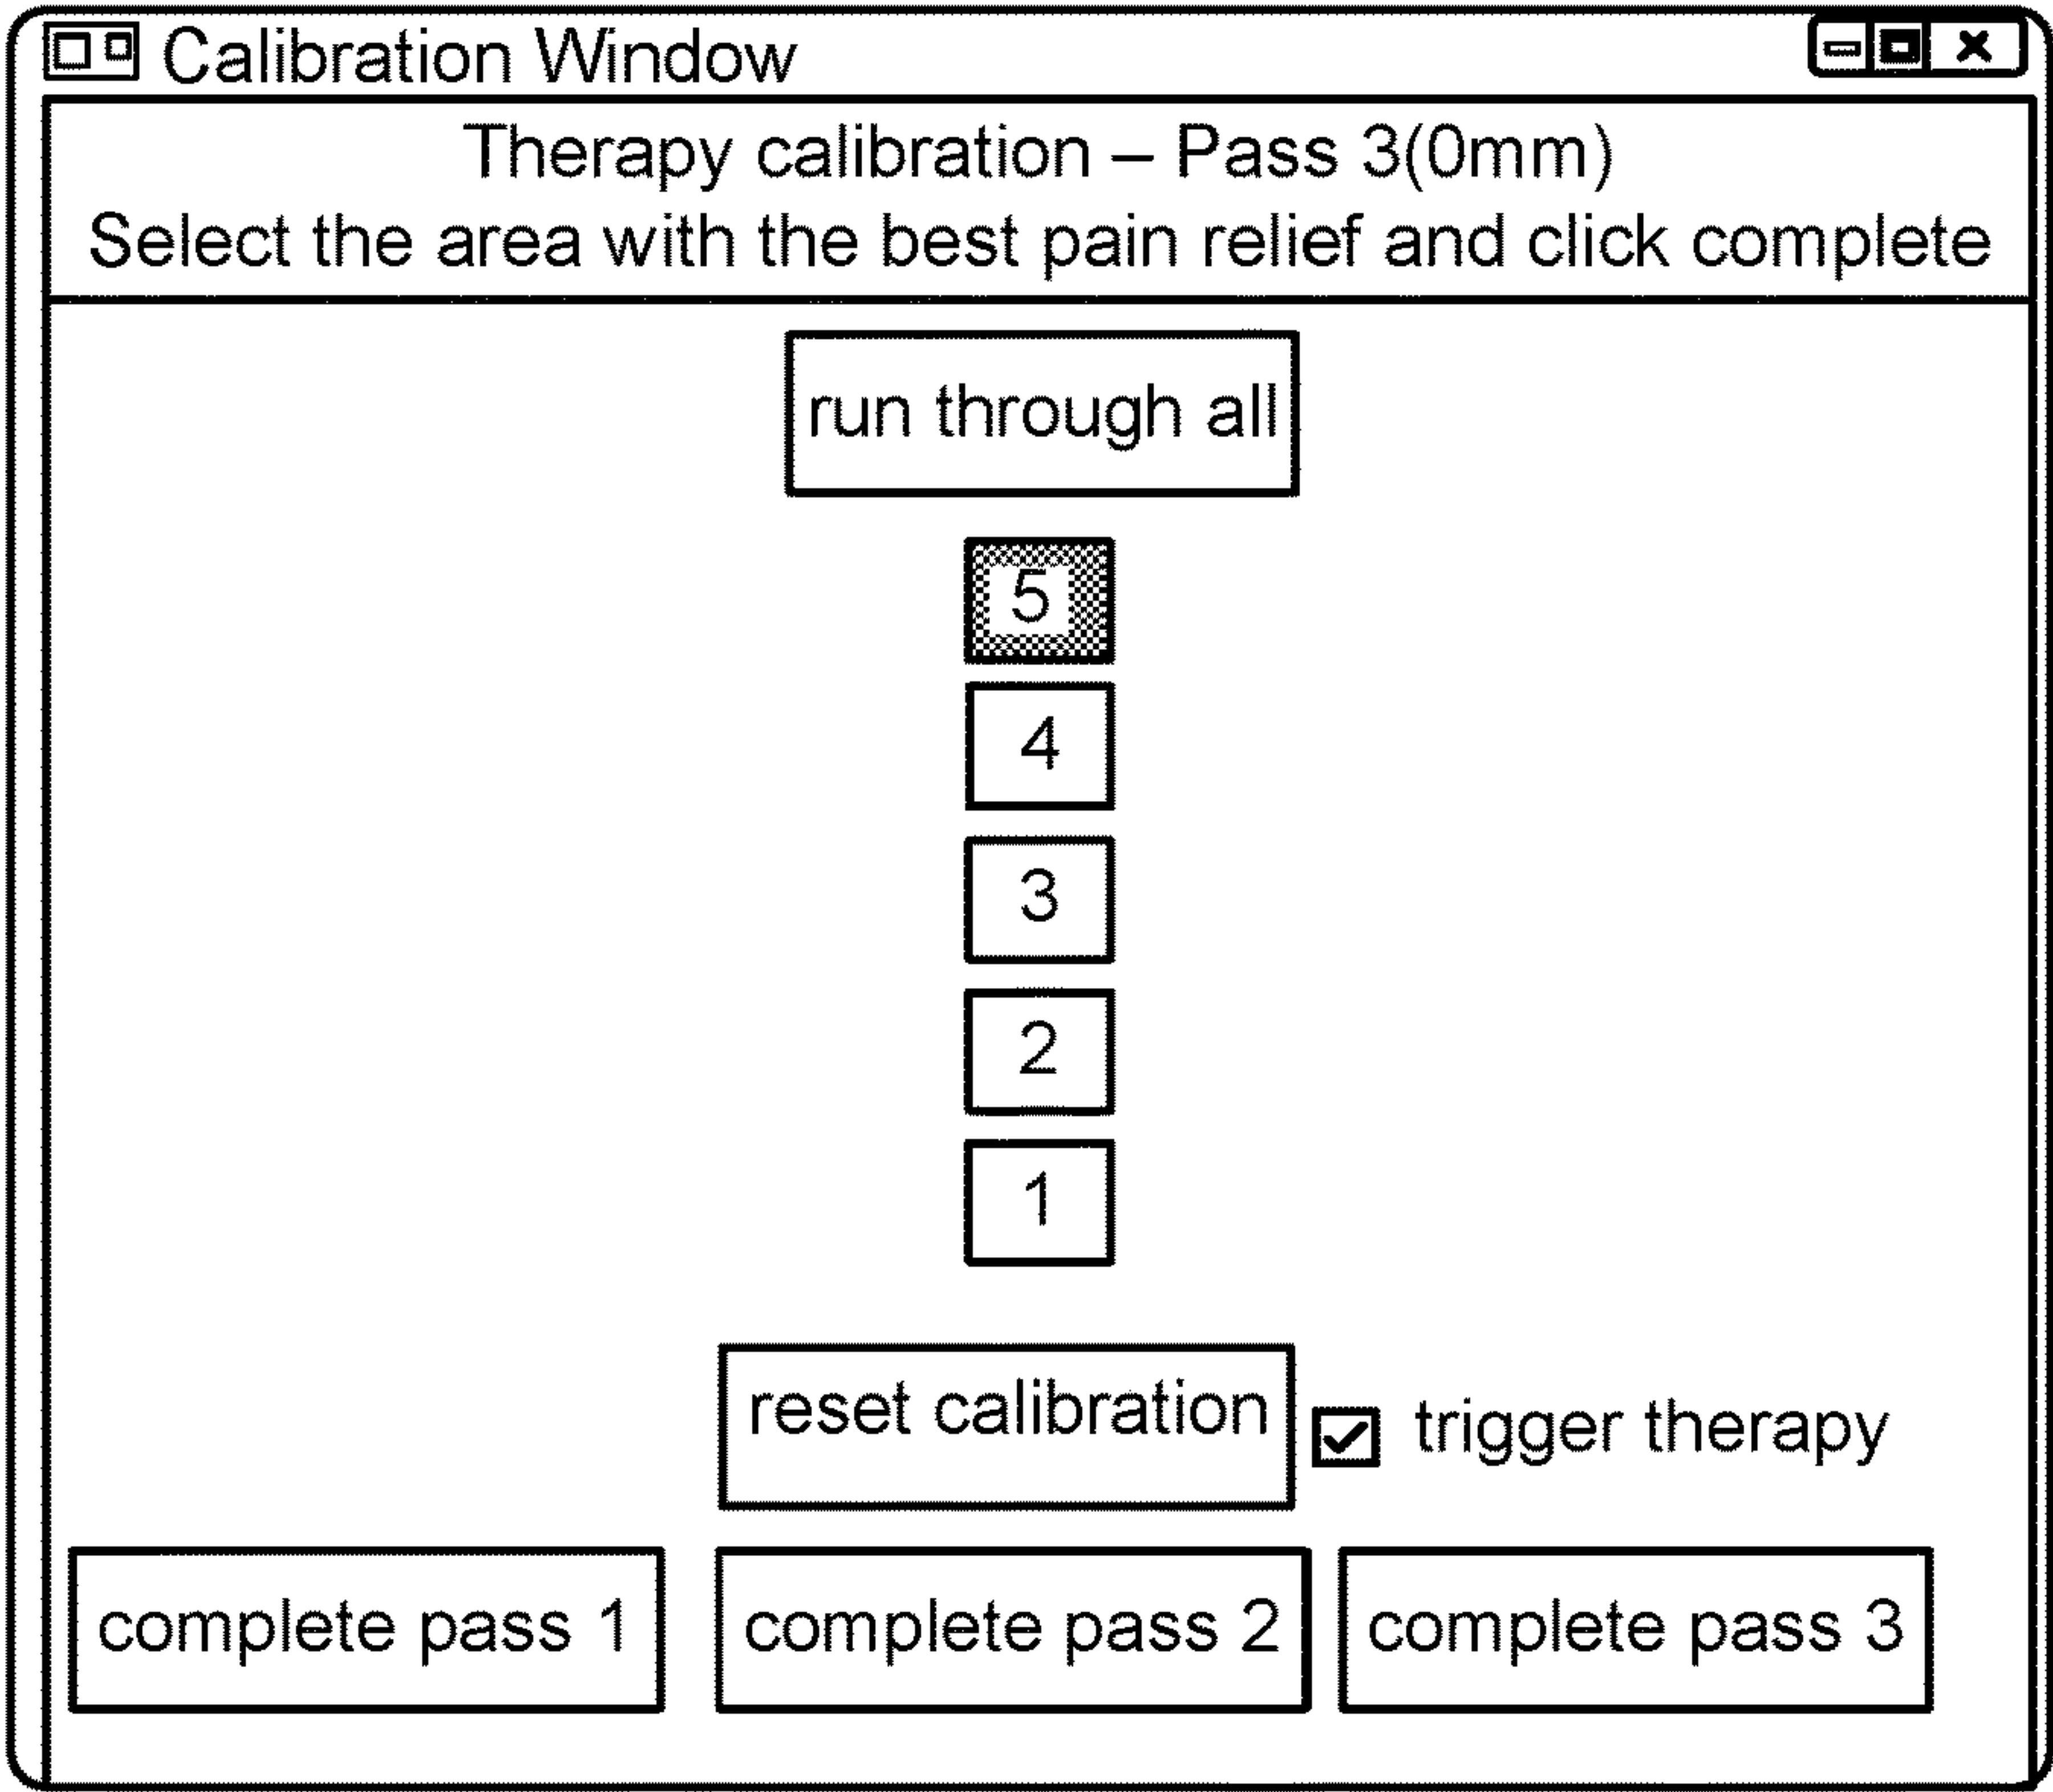 Calibration Window
Therapy calibration – Pass 3(0mm)
Select the area with the best pain relief and click complete
run through all
5
4
3
2
1
reset calibration
trigger therapy
complete pass 1
complete pass 2
complete pass 3